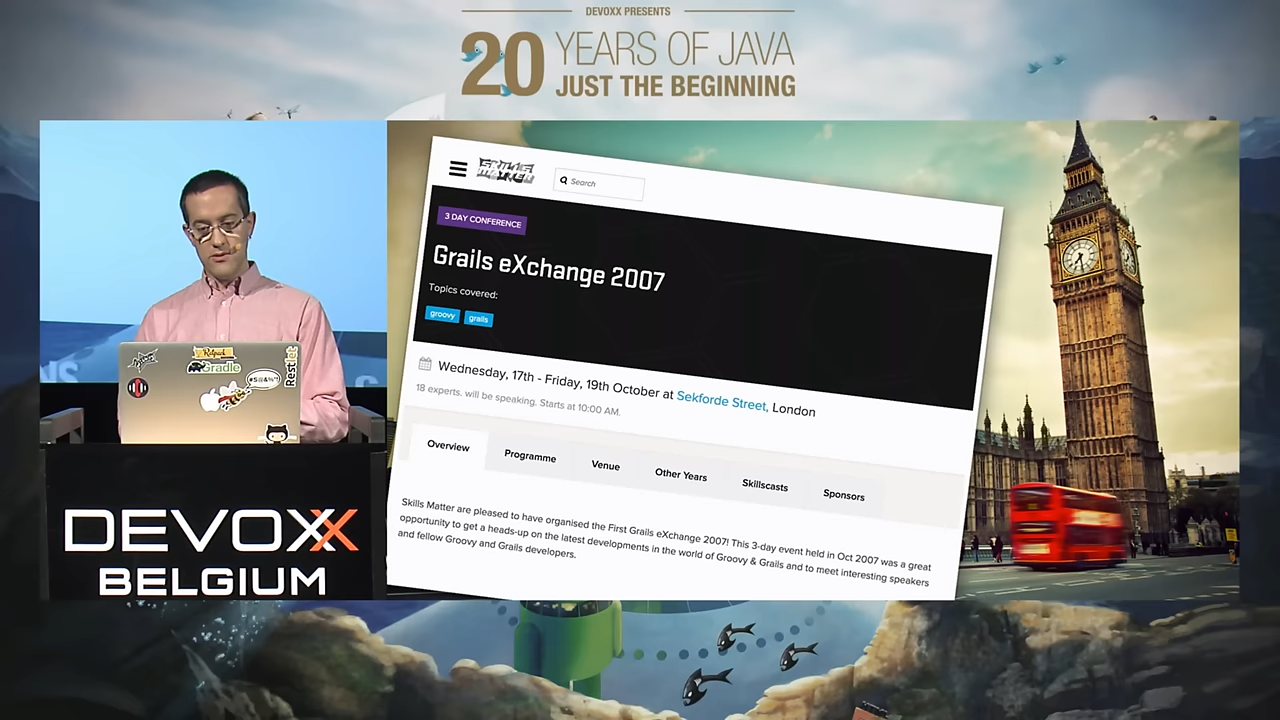 DEVOXX PRESENTS
20 YEARS OF JAVA
JUST THE BEGINNING
SKILLS MATTER
Search
3 DAY CONFERENCE
Grails eXchange 2007
Topics covered:
groovy grails
Wednesday, 17th - Friday, 19th October at Sekforde Street, London
18 experts. will be speaking. Starts at 10:00 AM.
Overview Programme Venue Other Years Skillscasts Sponsors
Skills Matter are pleased to have organised the First Grails eXchange 2007! This 3-day event held in Oct 2007 was a great
opportunity to get a heads-up on the latest developments in the world of Groovy & Grails and to meet interesting speakers
and fellow Groovy and Grails developers.
Ratpack
Gradle
#$@&%*!
Restlet
DEVOXX
BELGIUM